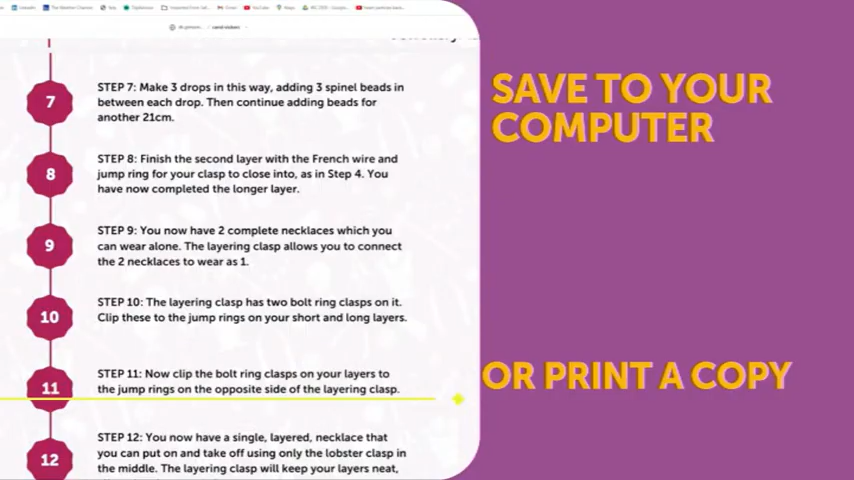 LinkedIn
The Weather Channel
YouTube
Maps
7
STEP 7: Make 3 drops in this way, adding 3 spinel beads in
between each drop. Then continue adding beads for
another 21cm.
8
STEP 8: Finish the second layer with the French wire and
jump ring for your clasp to close into, as in Step 4. You
have now completed the longer layer.
9
STEP 9: You now have 2 complete necklaces which you
can wear alone. The layering clasp allows you to connect
the 2 necklaces to wear as 1.
10
STEP 10: The layering clasp has two bolt ring clasps on it.
Clip these to the jump rings on your short and long layers.
11
STEP 11: Now clip the bolt ring clasps on your layers to
the jump rings on the opposite side of the layering clasp.
12
STEP 12: You now have a single, layered, necklace that
you can put on and take off using only the lobster clasp in
the middle. The layering clasp will keep your layers neat,
SAVE TO YOUR
COMPUTER
OR PRINT A COPY